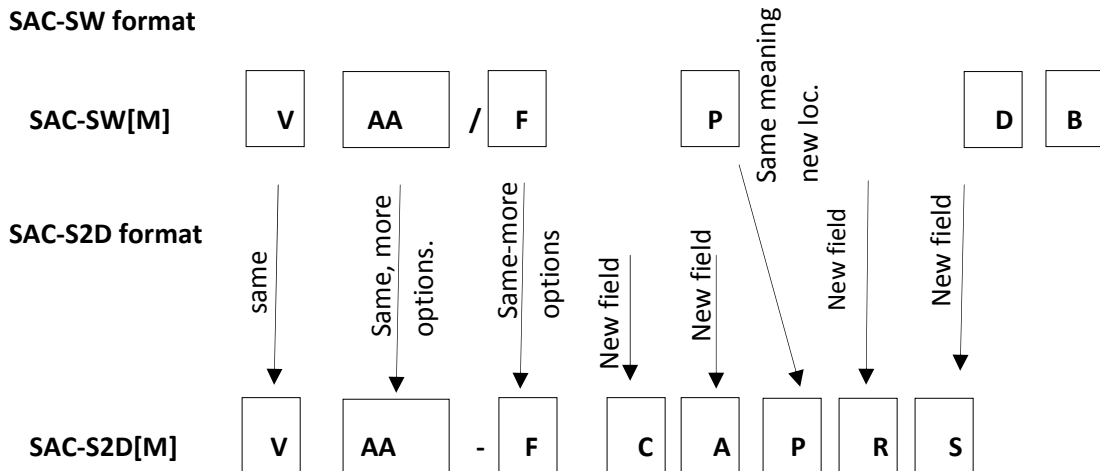 SAC-SW format
SAC-SW[M]
V
AA
/
F
P
D
B
Same meaning
new loc.
SAC-S2D format
same
Same, more
options.
Same-more
options
New field
New field
New field
New field
SAC-S2D[M]
V
AA
-
F
C
A
P
R
S